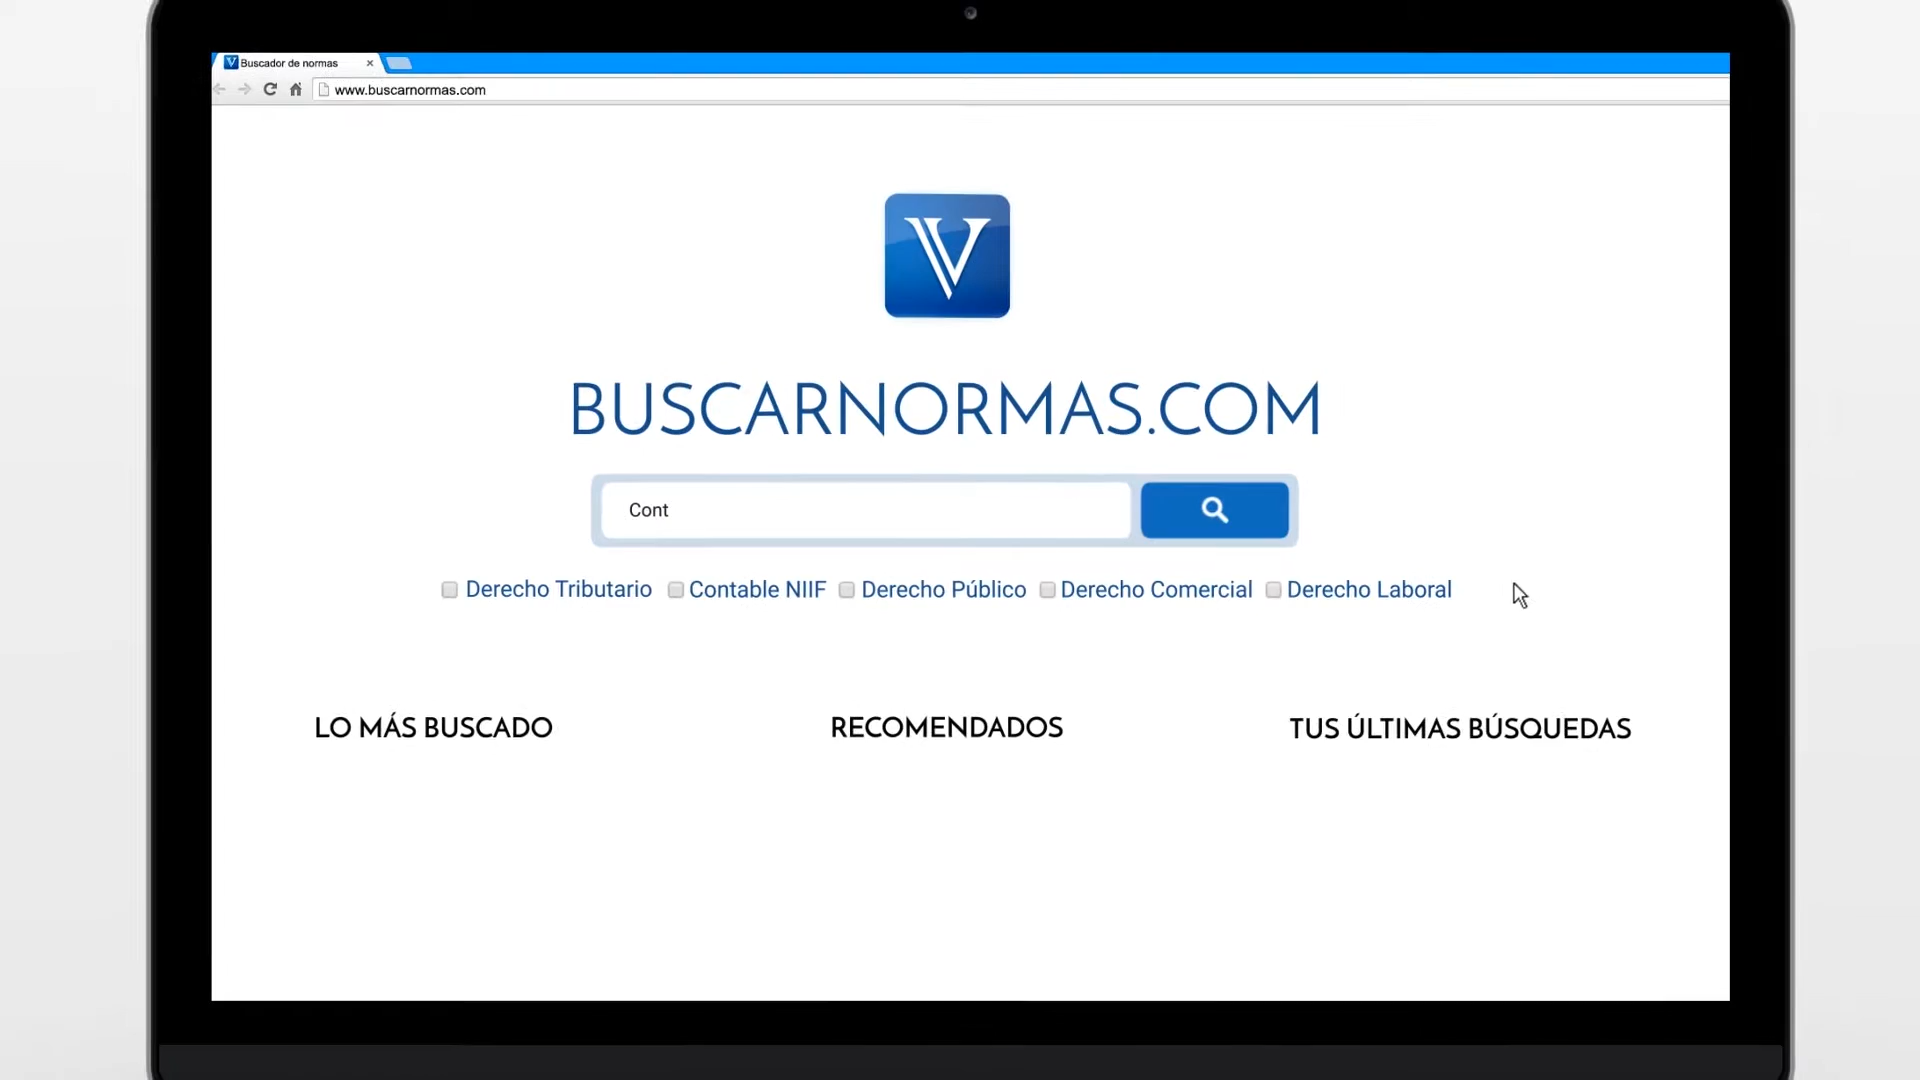 Buscador de normas
www.buscarnormas.com
V
BUSCARNORMAS.COM
Cont
Derecho Tributario Contable NIIF Derecho Público Derecho Comercial Derecho Laboral
LO MÁS BUSCADO RECOMENDADOS TUS ÚLTIMAS BÚSQUEDAS